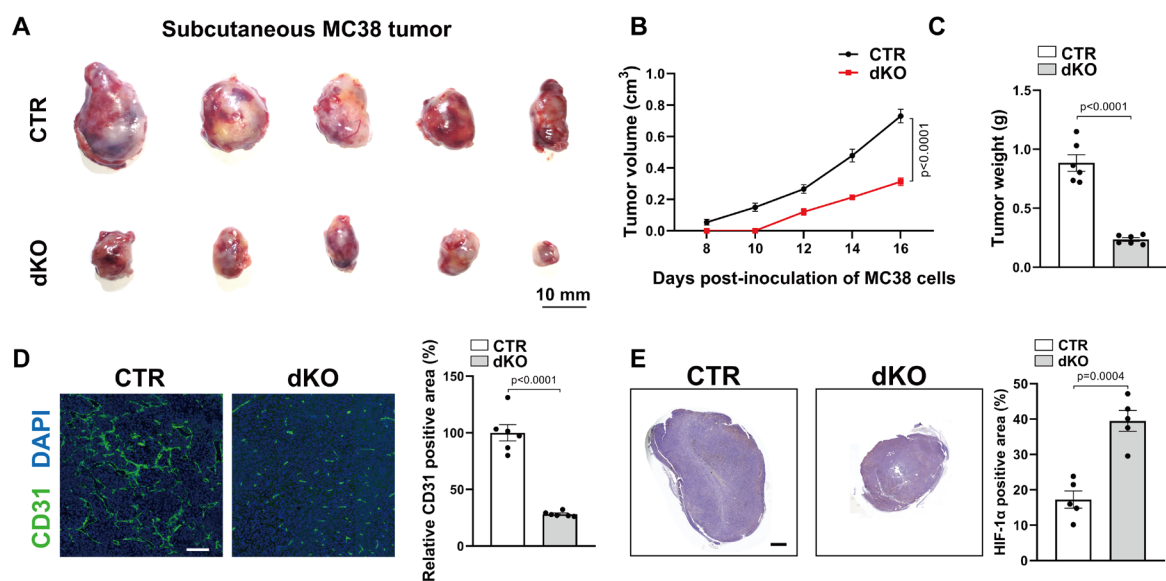 A
Subcutaneous MC38 tumor
CTR
dKO
10 mm
B
CTR
dKO
Tumor volume (cm³)
1.0
0.8
0.6
0.4
0.2
0.0
8 10 12 14 16
p<0.0001
Days post-inoculation of MC38 cells
C
CTR
dKO
Tumor weight (g)
p<0.0001
1.5
1.0
0.5
0.0
D
CTR dKO
CD31 DAPI
CTR
dKO
Relative CD31 positive area (%)
p<0.0001
150
100
50
0
E
CTR dKO
CTR
dKO
HIF-1α positive area (%)
p=0.0004
50
40
30
20
10
0